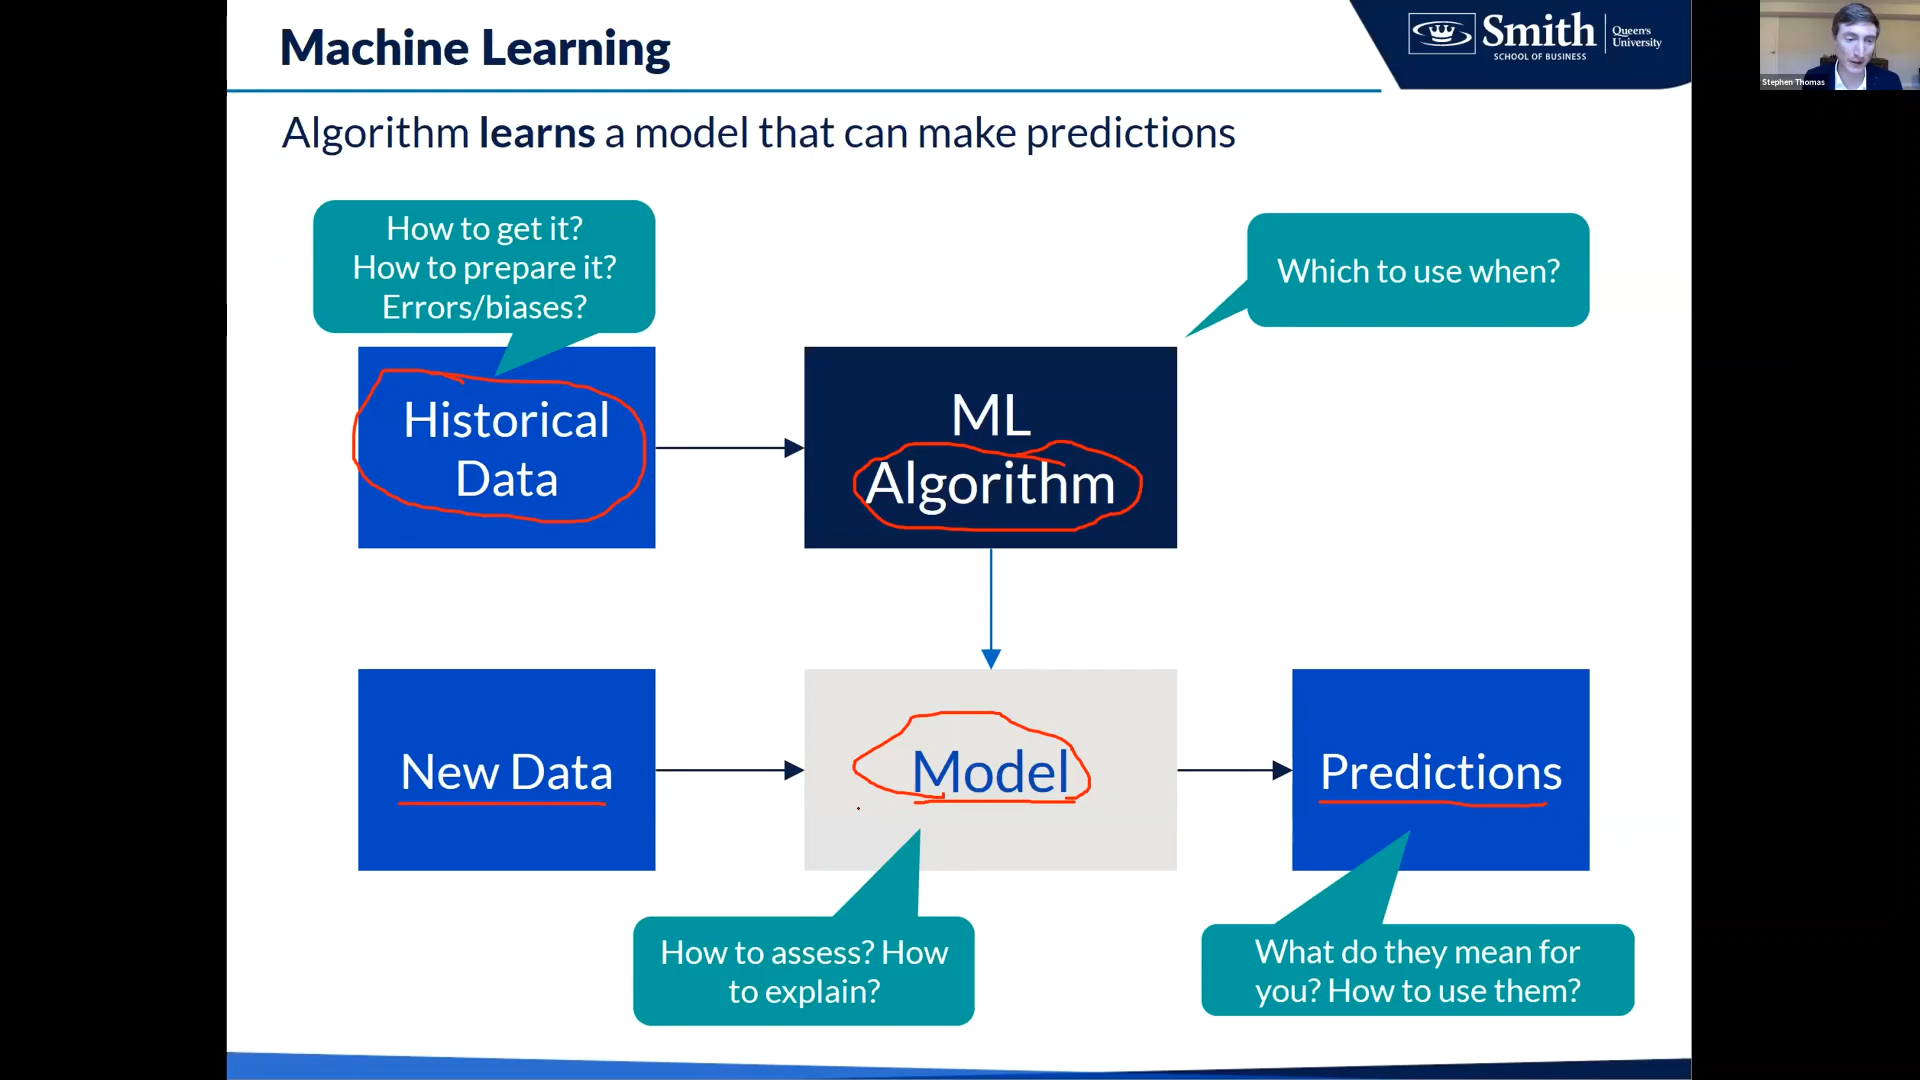 Machine Learning
Smith
SCHOOL OF BUSINESS
Queen's
University
Stephen Thomas
Algorithm learns a model that can make predictions
How to get it?
How to prepare it?
Errors/biases?
Which to use when?
Historical
Data
ML
Algorithm
New Data
Model
Predictions
How to assess? How
to explain?
What do they mean for
you? How to use them?